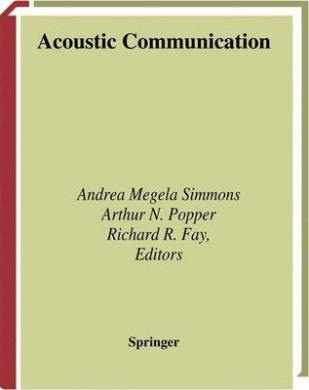 Acoustic Communication
Andrea Megela Simmons
Arthur N. Popper
Richard R. Fay,
Editors
Springer